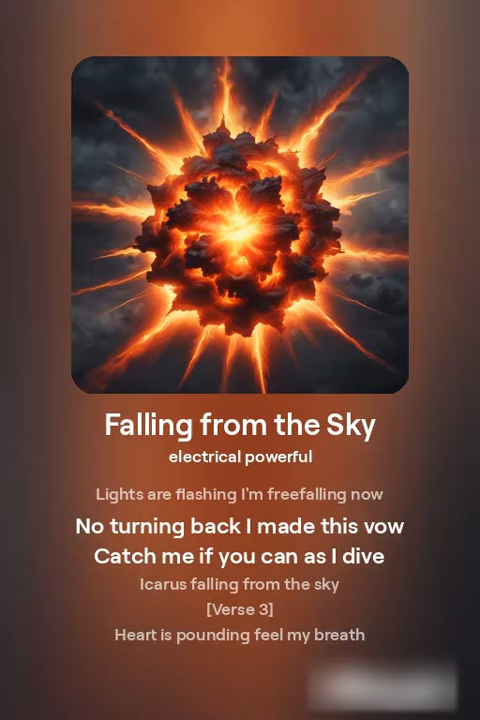 Falling from the Sky
electrical powerful
Lights are flashing I'm freefalling now
No turning back I made this vow
Catch me if you can as I dive
Icarus falling from the sky
[Verse 3]
Heart is pounding feel my breath